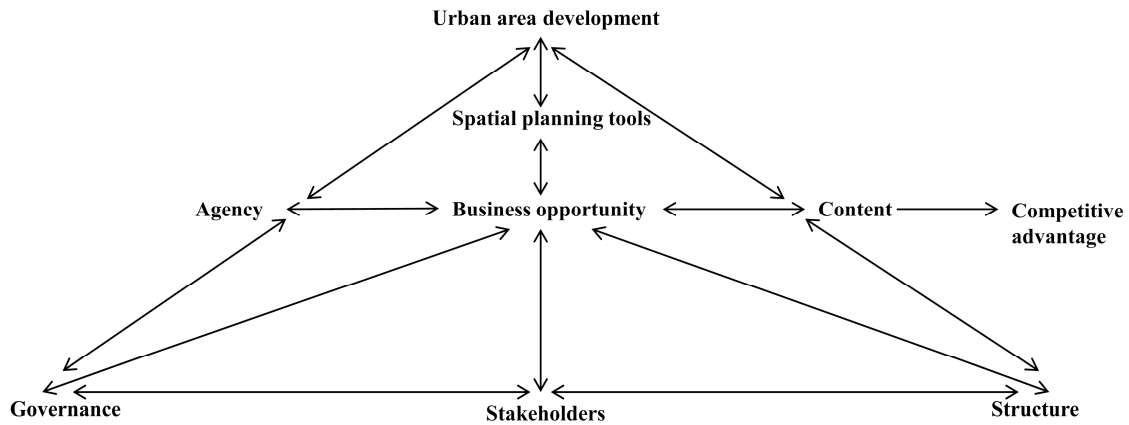 Urban area development
Spatial planning tools
Agency
Business opportunity
Content
Competitive
advantage
Governance
Stakeholders
Structure